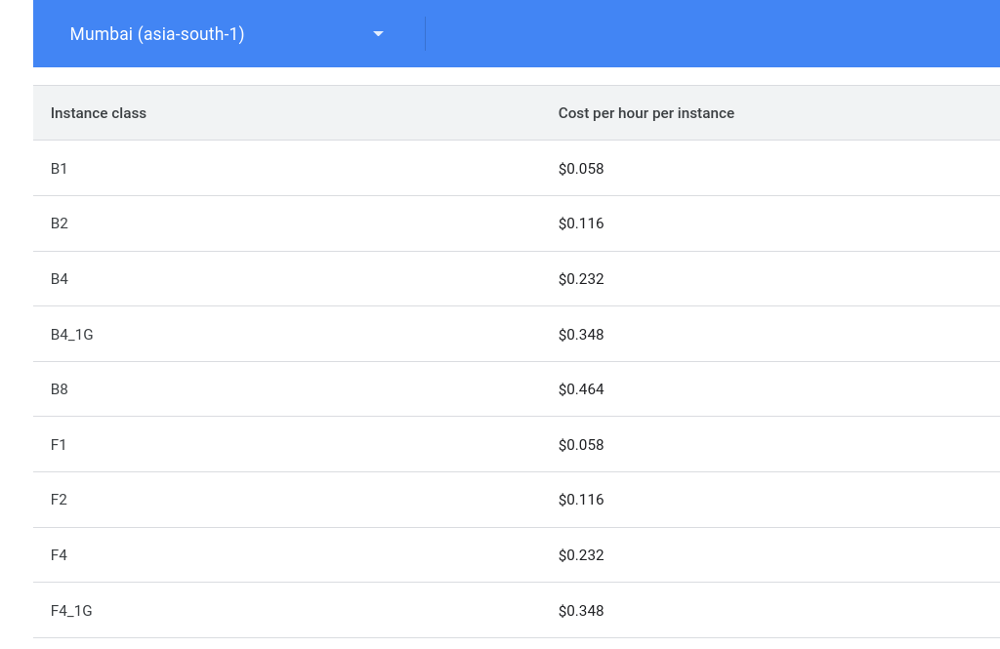 Mumbai (asia-south-1)
Instance class Cost per hour per instance
B1 $0.058
B2 $0.116
B4 $0.232
B4_1G $0.348
B8 $0.464
F1 $0.058
F2 $0.116
F4 $0.232
F4_1G $0.348